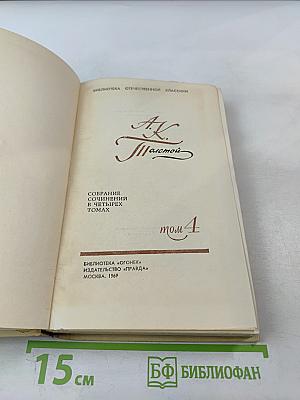 БИБЛИОТЕКА ОТЕЧЕСТВЕННОЙ КЛАССИКИ
А.К.
Толстой
СОБРАНИЕ
СОЧИНЕНИЙ
В ЧЕТЫРЕХ
ТОМАХ
том 4
БИБЛИОТЕКА «ОГОНЕК»
ИЗДАТЕЛЬСТВО «ПРАВДА»
МОСКВА. 1969
15 см
БФ БИБЛИОФАН